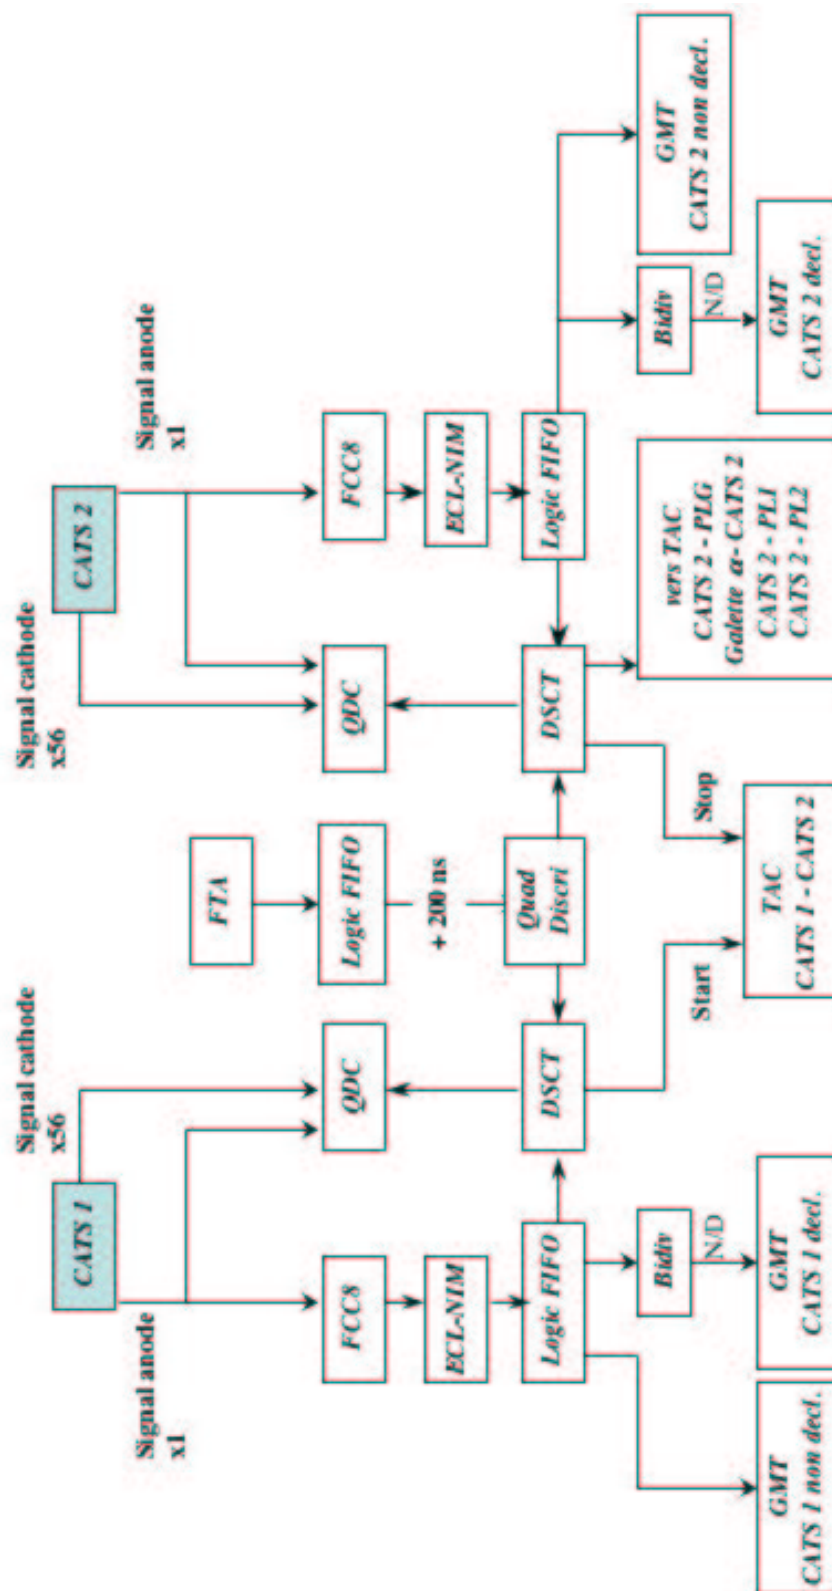 Signal cathode
x56
Signal cathode
x56
CATS 1
CATS 2
Signal anode
x1
Signal anode
x1
FTA
FCC8
QDC
Logic FIFO
QDC
FCC8
ECL-NIM
+ 200 ns
ECL-NIM
Logic FIFO
DSCT
Quad
Discri
DSCT
Logic FIFO
Bidiv
N/D
Start
Stop
vers TAC
CATS 2 - PLG
Galette α- CATS 2
CATS 2 - PL1
CATS 2 - PL2
Bidiv
N/D
GMT
CATS 2 non decl.
GMT
CATS 1 non decl.
GMT
CATS 1 decl.
TAC
CATS 1 - CATS 2
GMT
CATS 2 decl.